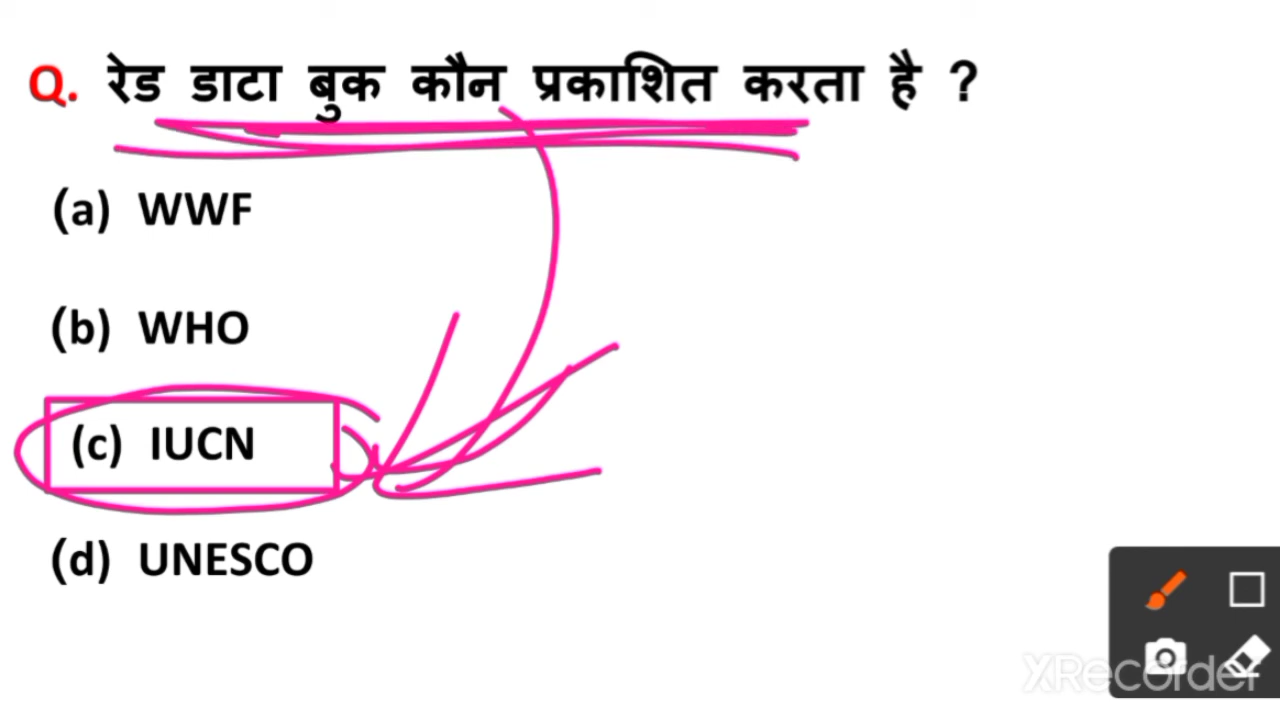 Q. रेड डाटा बुक कौन प्रकाशित करता है ?
(a) WWF
(b) WHO
(c) IUCN
(d) UNESCO
XRecorder